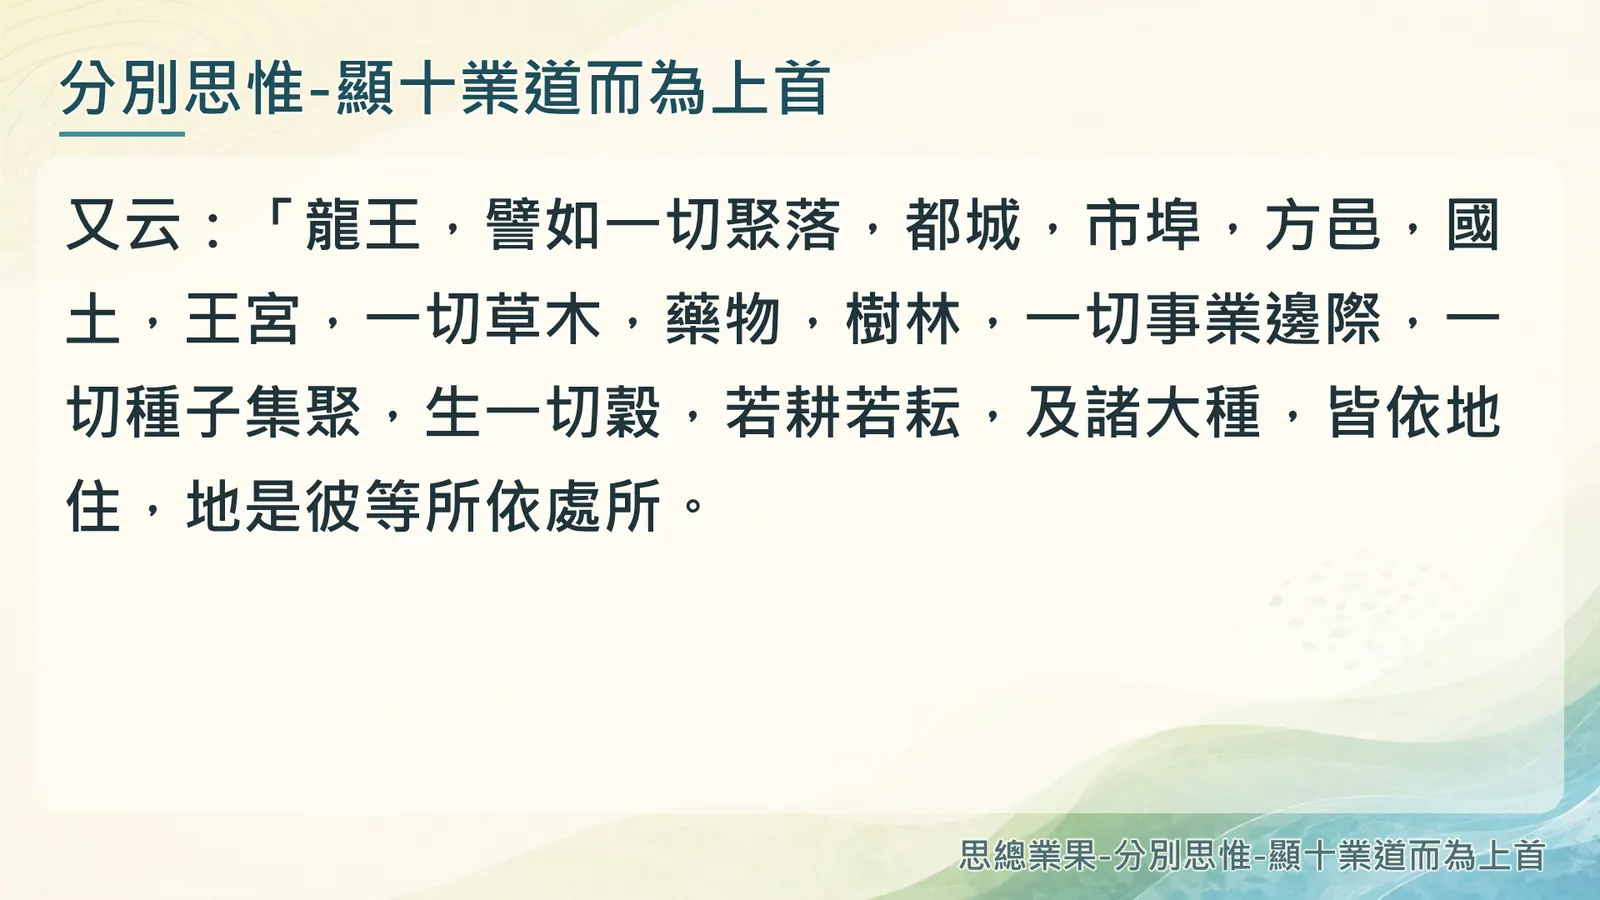 分別思惟-顯十業道而為上首
又云：「龍王，譬如一切聚落，都城，市埠，方邑，國
土，王宮，一切草木，藥物，樹林，一切事業邊際，一
切種子集聚，生一切穀，若耕若耘，及諸大種，皆依地
住，地是彼等所依處所。
思總業果-分別思惟-顯十業道而為上首